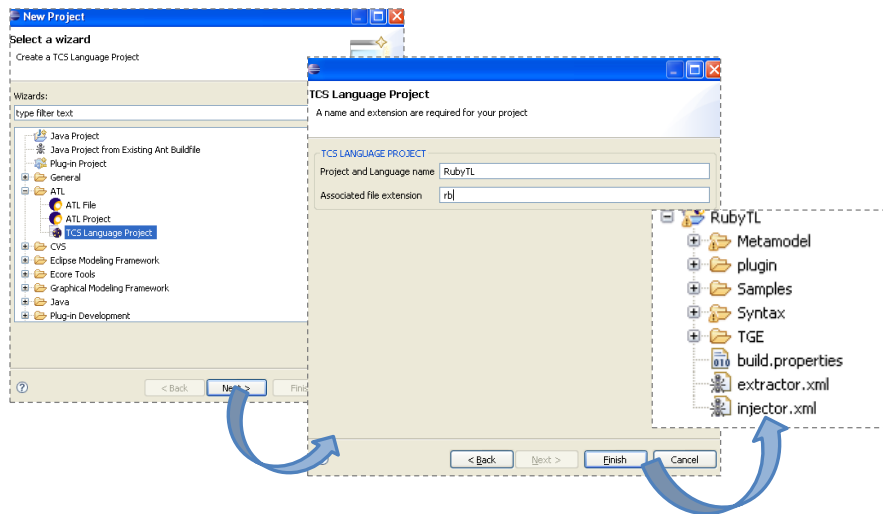 New Project
Select a wizard
Create a TCS Language Project
Wizards:
type filter text
Java Project
Java Project from Existing Ant Buildfile
Plug-in Project
General
ATL
ATL File
ATL Project
TCS Language Project
CVS
Eclipse Modeling Framework
Ecore Tools
Graphical Modeling Framework
Java
Plug-in Development
?
< Back
Next >
TCS Language Project
A name and extension are required for your project
TCS LANGUAGE PROJECT
Project and Language name RubyTL
Associated file extension rb
< Back
Next >
Finish
Cancel
RubyTL
Metamodel
plugin
Samples
Syntax
TGE
010 build.properties
extractor.xml
injector.xml